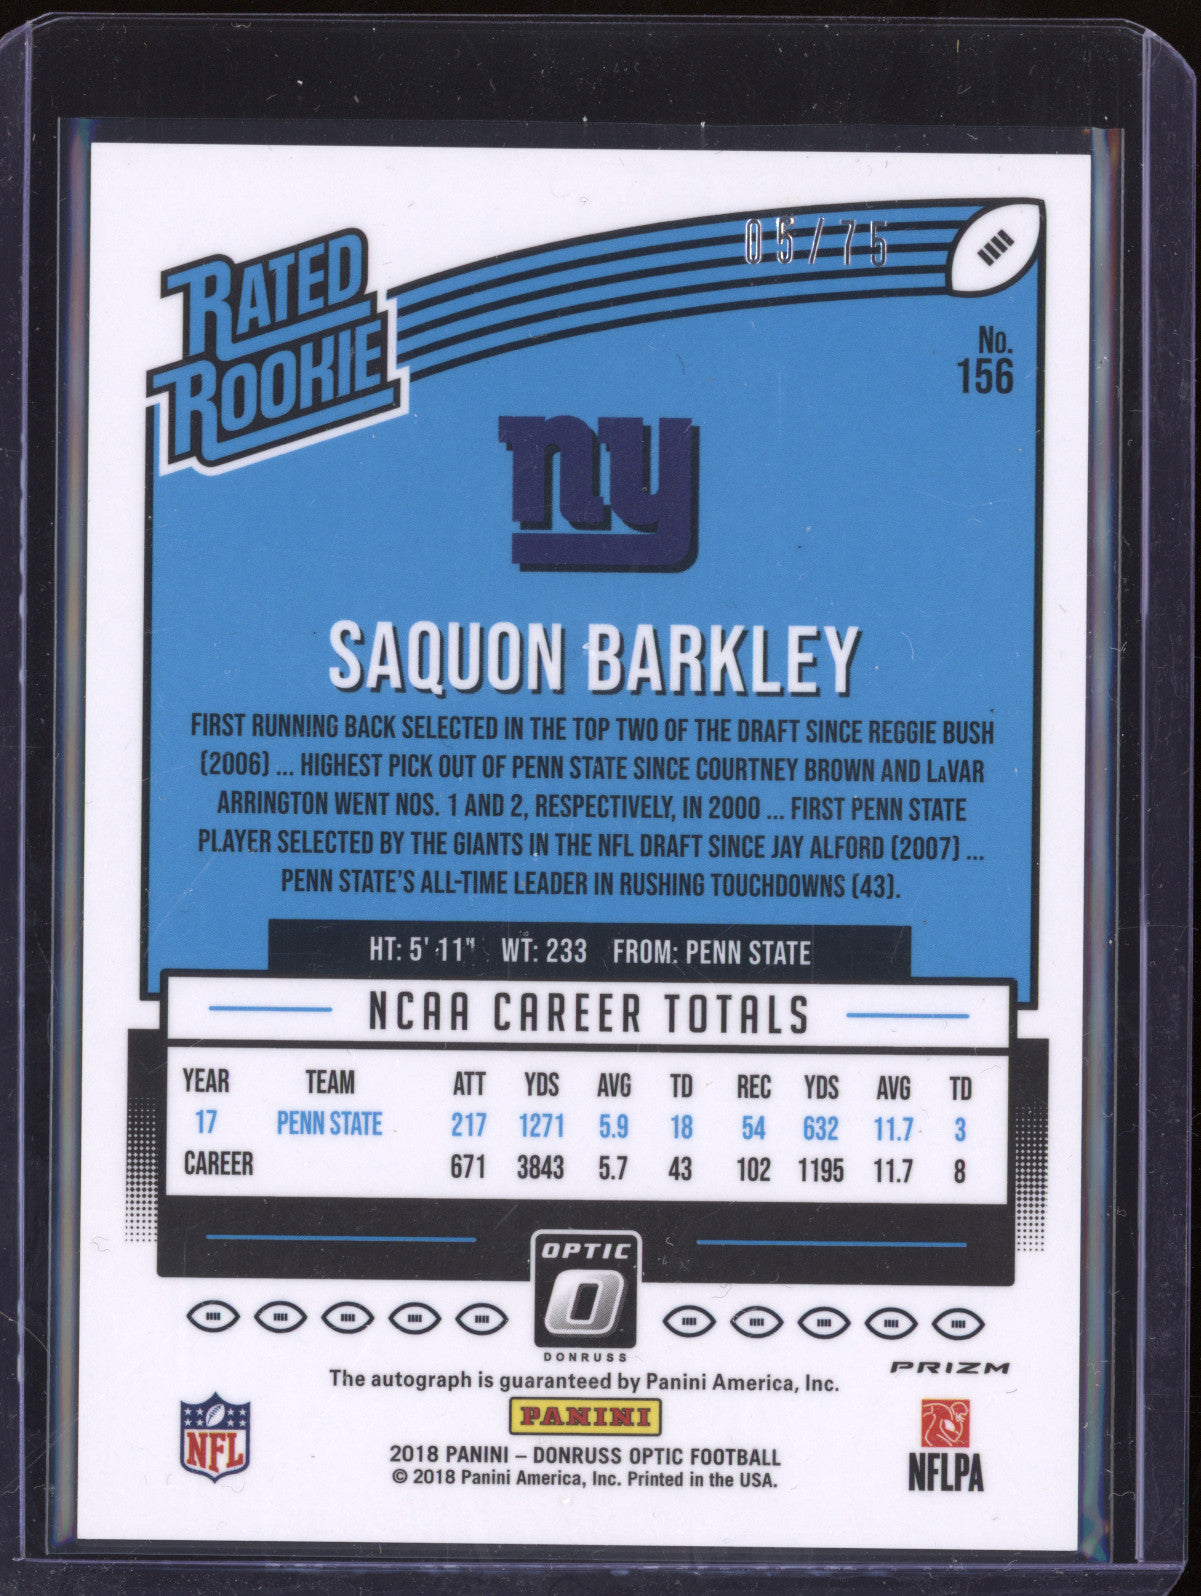 05/75
RATED
ROOKIE
No.
156
ny
SAQUON BARKLEY
FIRST RUNNING BACK SELECTED IN THE TOP TWO OF THE DRAFT SINCE REGGIE BUSH
(2006) ... HIGHEST PICK OUT OF PENN STATE SINCE COURTNEY BROWN AND LaVAR
ARRINGTON WENT NOS. 1 AND 2, RESPECTIVELY, IN 2000 ... FIRST PENN STATE
PLAYER SELECTED BY THE GIANTS IN THE NFL DRAFT SINCE JAY ALFORD (2007) ...
PENN STATE'S ALL-TIME LEADER IN RUSHING TOUCHDOWNS (43).
HT: 5' 11" WT: 233 FROM: PENN STATE
NCAA CAREER TOTALS
YEAR TEAM ATT YDS AVG TD REC YDS AVG TD
17 PENN STATE 217 1271 5.9 18 54 632 11.7 3
CAREER 671 3843 5.7 43 102 1195 11.7 8
OPTIC
O
DONRUSS
PRIZM
The autograph is guaranteed by Panini America, Inc.
PANINI
NFL
2018 PANINI – DONRUSS OPTIC FOOTBALL
© 2018 Panini America, Inc. Printed in the USA.
NFLPA